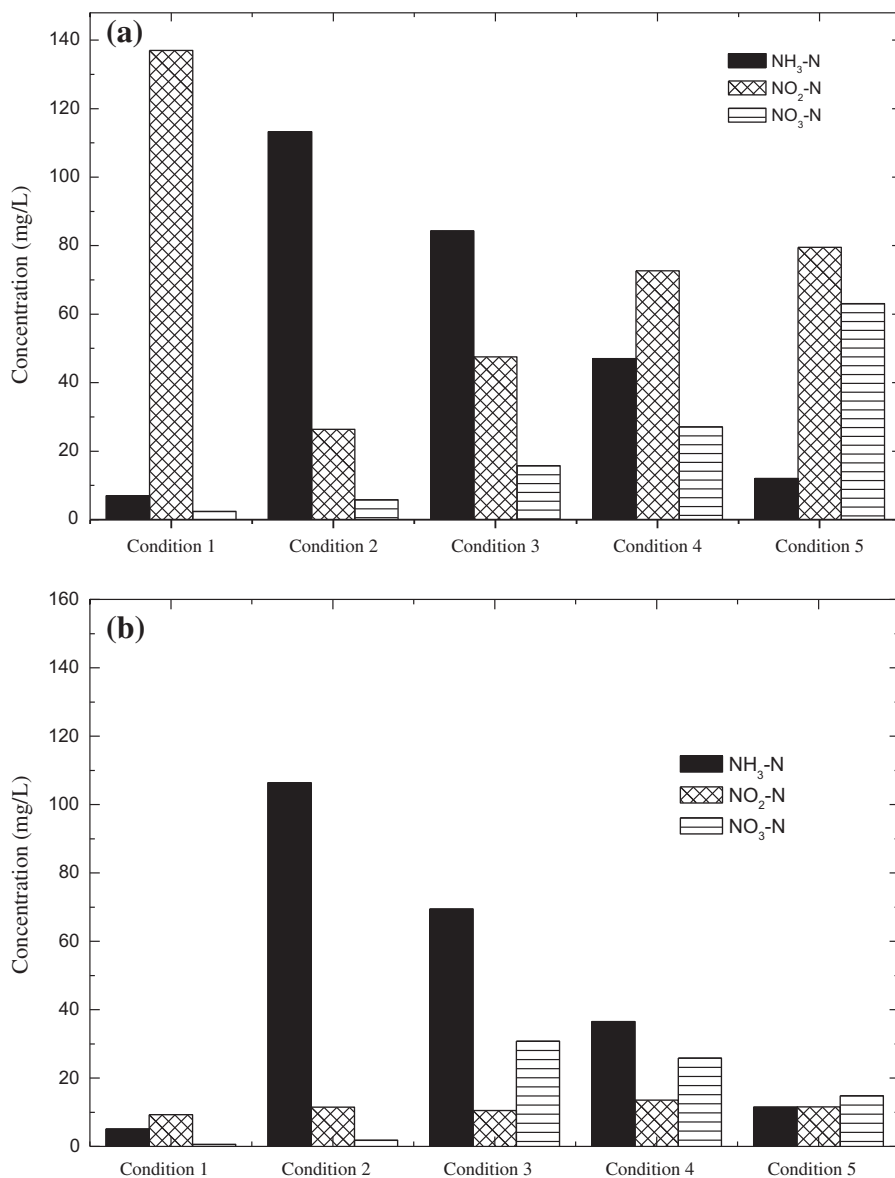 (a)
140
120
100
80
60
40
20
0
Concentration (mg/L)
NH₃-N
NO₂-N
NO₃-N
Condition 1 Condition 2 Condition 3 Condition 4 Condition 5
(b)
160
140
120
100
80
60
40
20
0
Concentration (mg/L)
NH₃-N
NO₂-N
NO₃-N
Condition 1 Condition 2 Condition 3 Condition 4 Condition 5